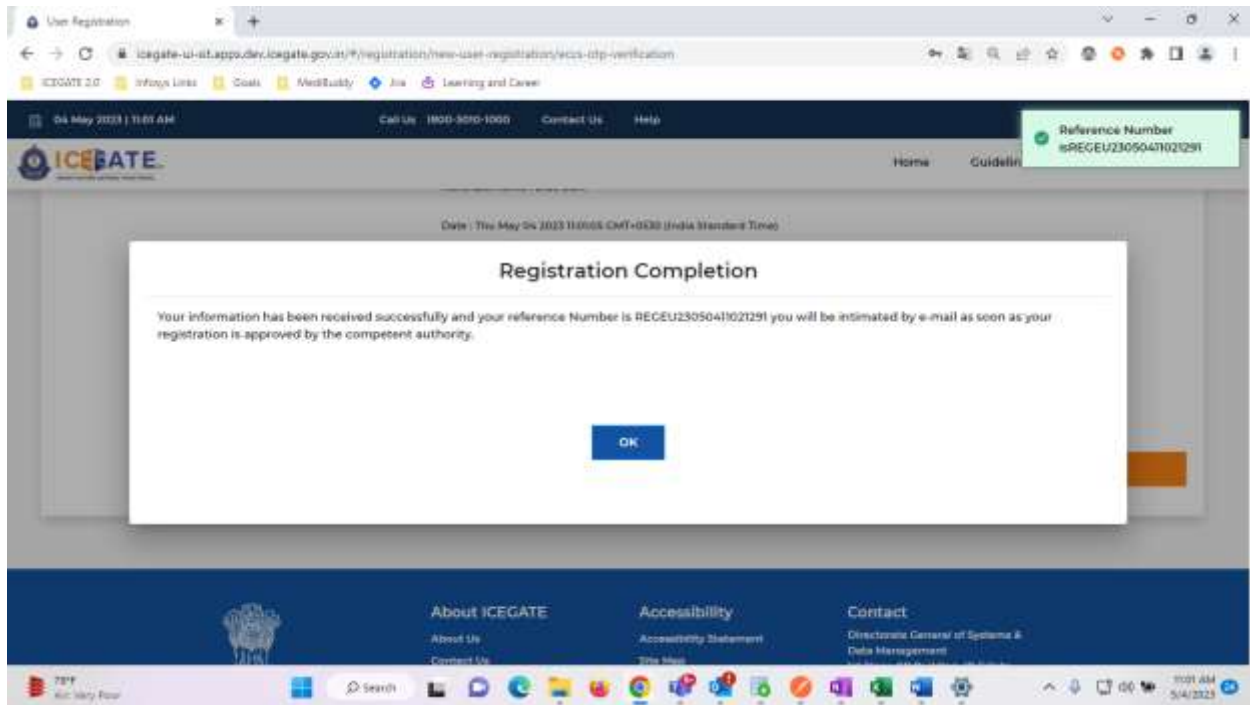 User Registration
icegate-ui-sit.apps.dev.icegate.gov.in/#/registration/new-user-registration/eccs-otp-verification
ICEGATE 2.0 Infosys Links Goals MediBuddy Jira Learning and Career
04 May 2023 | 11:01 AM Call Us 1800-3010-1000 Contact Us Help
Reference Number
isREGEU23050411021291
ICEGATE
Home Guidelin
Date : Thu May 04 2023 11:01:05 GMT+0530 (India Standard Time)
Registration Completion
Your information has been received successfully and your reference Number is REGEU23050411021291 you will be intimated by e-mail as soon as your
registration is approved by the competent authority.
OK
About ICEGATE Accessibility Contact
About Us Accessibility Statement Directorate General of Systems &
Data Management
Contact Us Site Map
78°F
Air: Very Poor
Search
11:01 AM
5/4/2023